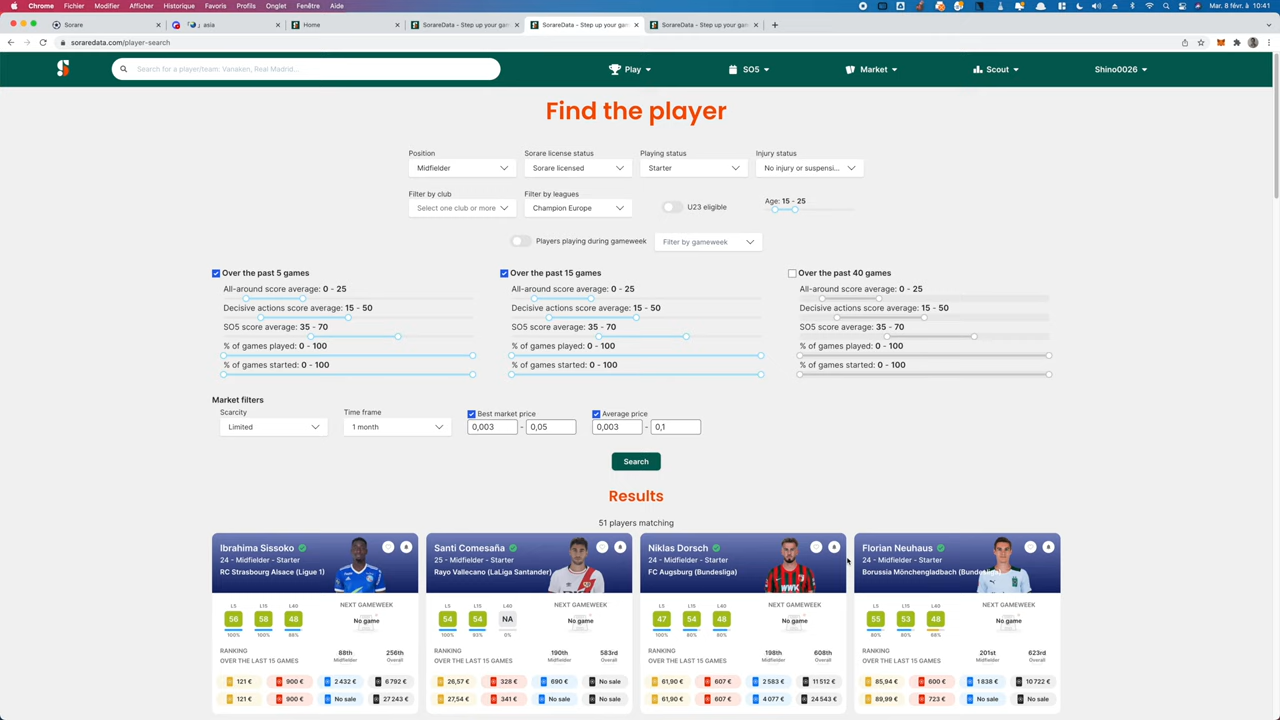 Chrome Fichier Modifier Afficher Historique Favoris Profils Onglet Fenêtre Aide
Mar. 8 févr. à 10:41
Sorare
asia
Home
SorareData - Step up your gam
SorareData - Step up your gam
SorareData - Step up your gam
soraredata.com/player-search
Search for a player/team: Vanaken, Real Madrid...
Play
SO5
Market
Scout
Shino0026
Find the player
Position Sorare license status Playing status Injury status
Midfielder Sorare licensed Starter No injury or suspensi...
Filter by club Filter by leagues
Select one club or more Champion Europe U23 eligible Age: 15 - 25
Players playing during gameweek Filter by gameweek
Over the past 5 games
All-around score average: 0 - 25
Decisive actions score average: 15 - 50
SO5 score average: 35 - 70
% of games played: 0 - 100
% of games started: 0 - 100
Over the past 15 games
All-around score average: 0 - 25
Decisive actions score average: 15 - 50
SO5 score average: 35 - 70
% of games played: 0 - 100
% of games started: 0 - 100
Over the past 40 games
All-around score average: 0 - 25
Decisive actions score average: 15 - 50
SO5 score average: 35 - 70
% of games played: 0 - 100
% of games started: 0 - 100
Market filters
Scarcity Time frame Best market price Average price
Limited 1 month 0,003 - 0,05 0,003 - 0,1
Search
Results
51 players matching
Ibrahima Sissoko
24 - Midfielder - Starter
RC Strasbourg Alsace (Ligue 1)
L5 L15 L40 NEXT GAMEWEEK
56 58 48 No game
100% 100% 88%
RANKING 68th 256th
OVER THE LAST 15 GAMES Midfielder Overall
121 € 900 € 2 432 € 6 792 €
121 € 900 € No sale 27 243 €
Santi Comesaña
25 - Midfielder - Starter
Rayo Vallecano (LaLiga Santander)
L5 L15 L40 NEXT GAMEWEEK
54 54 NA No game
100% 93% 0%
RANKING 190th 583rd
OVER THE LAST 15 GAMES Midfielder Overall
26,57 € 328 € 690 € No sale
27,54 € 341 € No sale No sale
Niklas Dorsch
24 - Midfielder - Starter
FC Augsburg (Bundesliga)
L5 L15 L40 NEXT GAMEWEEK
47 54 48 No game
100% 80% 80%
RANKING 198th 608th
OVER THE LAST 15 GAMES Midfielder Overall
61,90 € 607 € 2 583 € 11 512 €
61,90 € 607 € 4 077 € 24 543 €
Florian Neuhaus
24 - Midfielder - Starter
Borussia Mönchengladbach
L5 L15 L40 NEXT GAMEWEEK
55 53 48 No game
80% 80% 68%
RANKING 201st 623rd
OVER THE LAST 15 GAMES Midfielder Overall
85,94 € 600 € 1 838 € 10 722 €
89,99 € 723 € No sale No sale